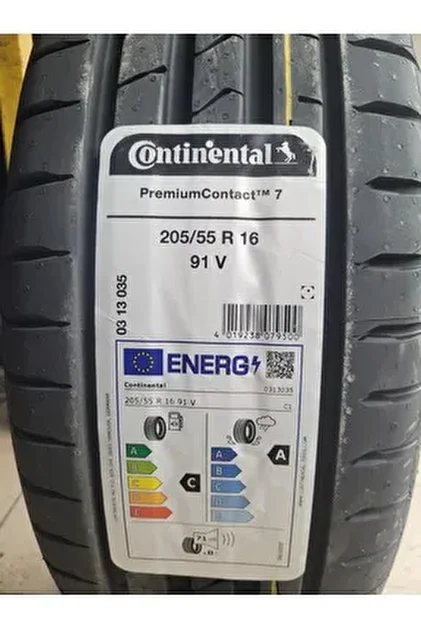 Continental
PremiumContact™ 7
205/55 R 16
91 V
03 13 035
4 019238 079500
ENERG
Continental
0313035
205/55 R 16 91 V
C1
A
B
C
D
E
C
A
B
C
D
E
A
71